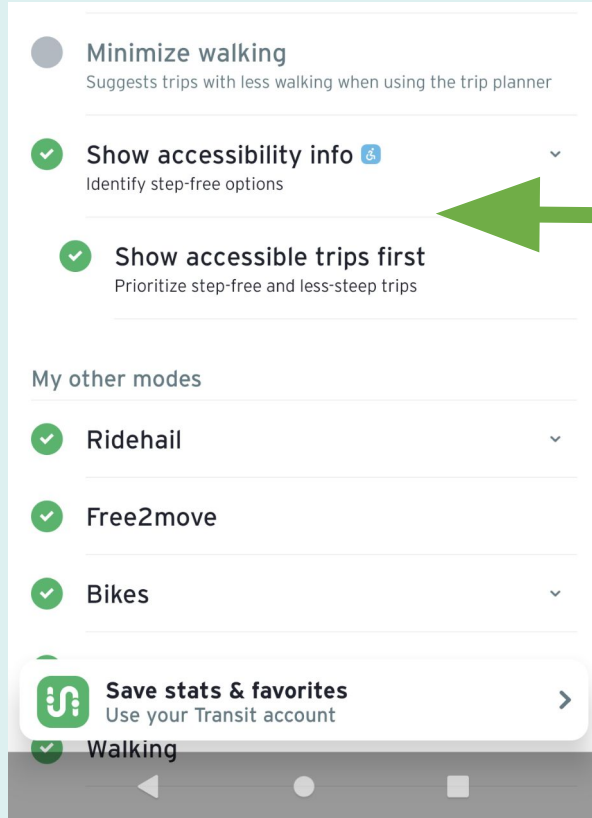 Minimize walking
Suggests trips with less walking when using the trip planner
Show accessibility info
Identify step-free options
Show accessible trips first
Prioritize step-free and less-steep trips
My other modes
Ridehail
Free2move
Bikes
Save stats & favorites
Use your Transit account
Walking